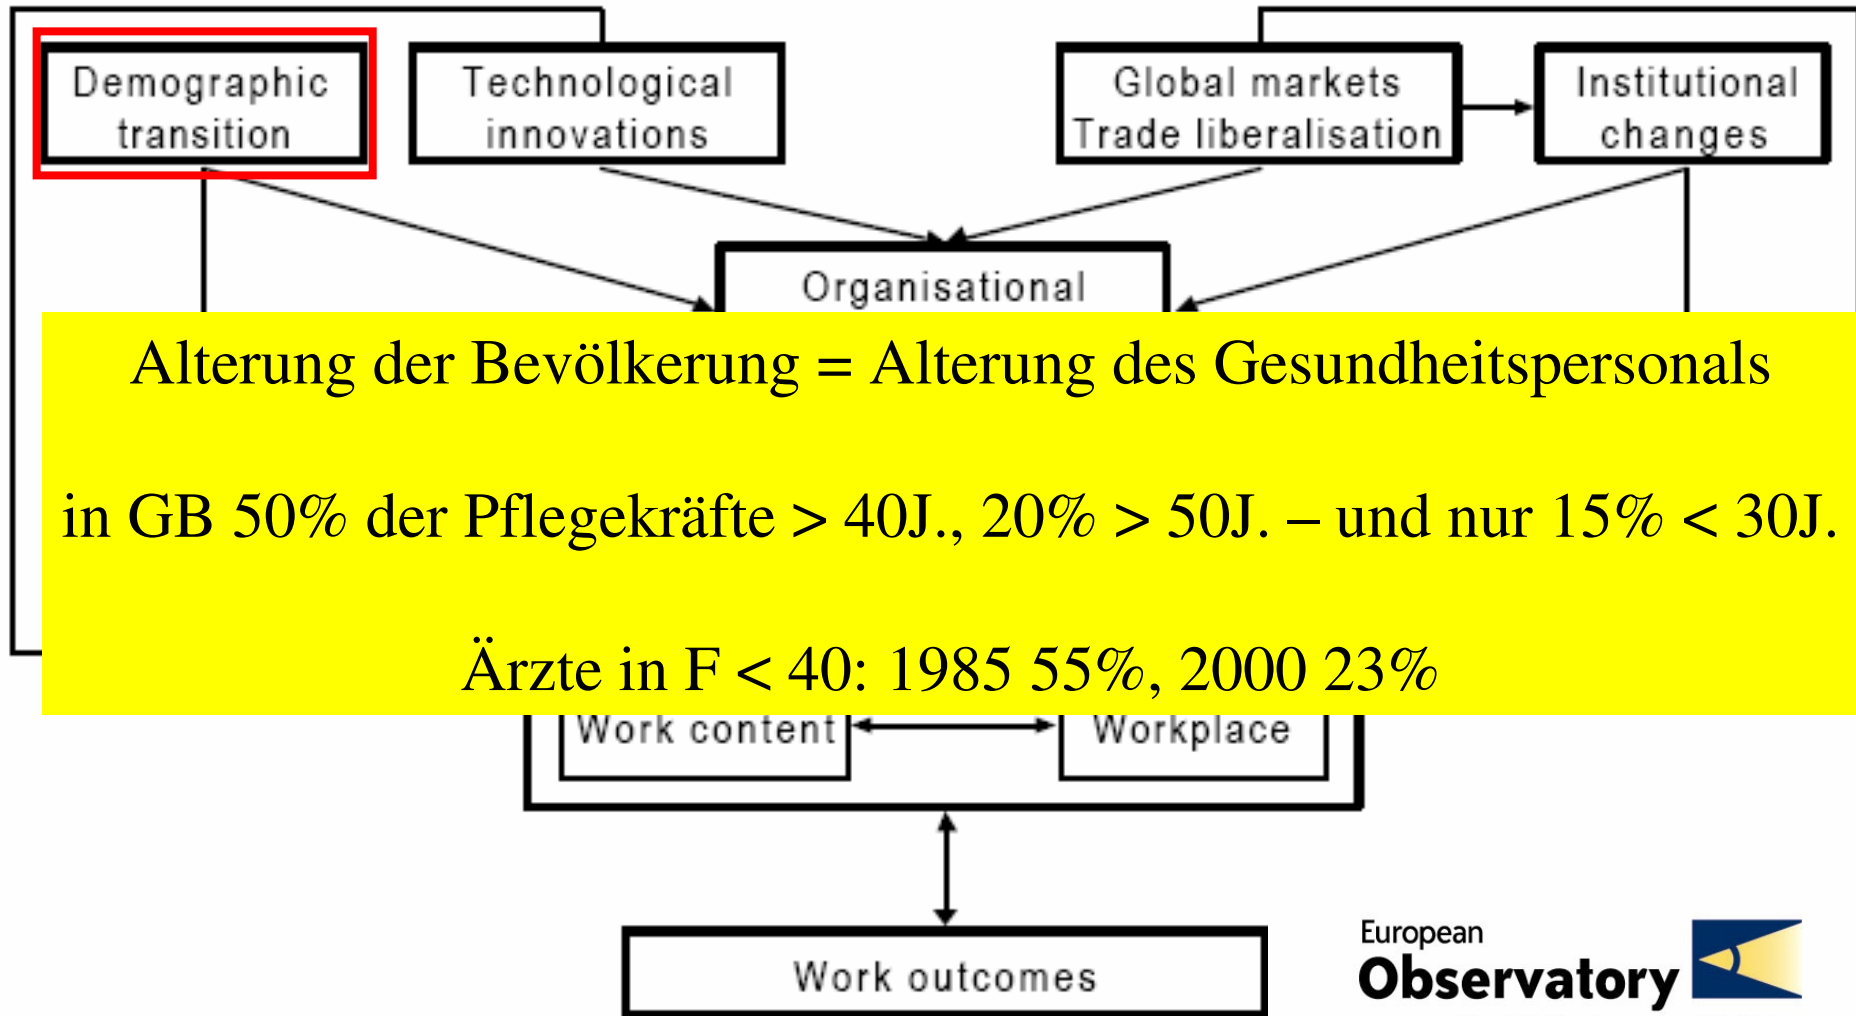 Demographic
transition
Technological
innovations
Global markets
Trade liberalisation
Institutional
changes
Organisational
Alterung der Bevölkerung = Alterung des Gesundheitspersonals
in GB 50% der Pflegekräfte > 40J., 20% > 50J. – und nur 15% < 30J.
Ärzte in F < 40: 1985 55%, 2000 23%
Work content
Workplace
Work outcomes
European
Observatory